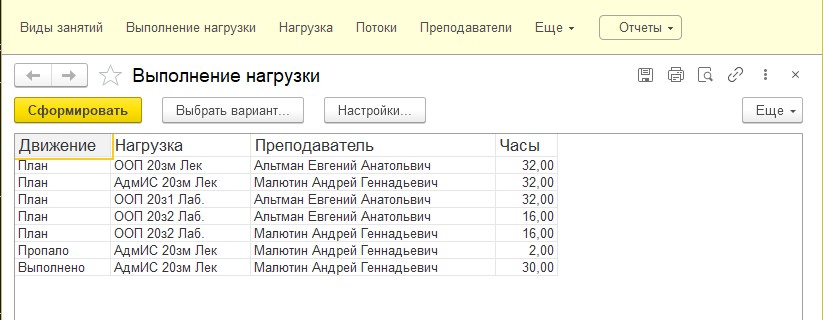 Виды занятий Выполнение нагрузки Нагрузка Потоки Преподаватели Еще Отчеты
Выполнение нагрузки
Сформировать Выбрать вариант... Настройки... Еще
Движение Нагрузка Преподаватель Часы
План ООП 20зм Лек Альтман Евгений Анатольвич 32,00
План АдмИС 20зм Лек Малютин Андрей Геннадьевич 32,00
План ООП 20з1 Лаб. Альтман Евгений Анатольвич 32,00
План ООП 20з2 Лаб. Альтман Евгений Анатольвич 16,00
План ООП 20з2 Лаб. Малютин Андрей Геннадьевич 16,00
Пропало АдмИС 20зм Лек Малютин Андрей Геннадьевич 2,00
Выполнено АдмИС 20зм Лек Малютин Андрей Геннадьевич 30,00